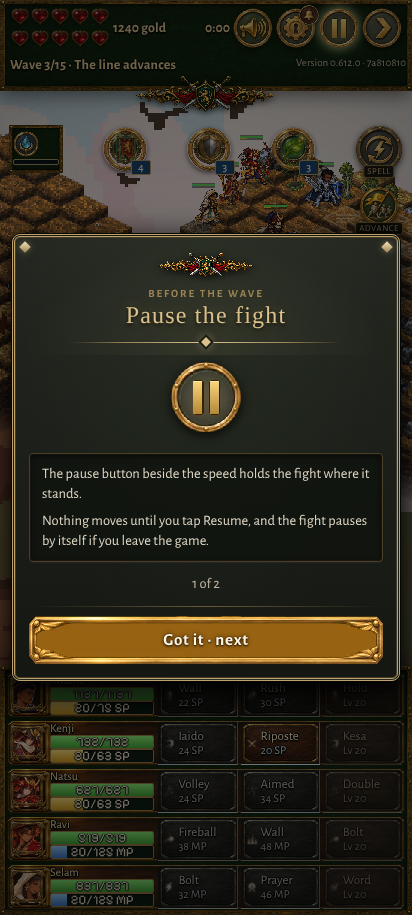 1240 gold
0:00
Wave 3/15 · The line advances
Version 0.612.0 · 7a810810
4
3
3
SPELL
ADVANCE
BEFORE THE WAVE
Pause the fight
The pause button beside the speed holds the fight where it
stands.
Nothing moves until you tap Resume, and the fight pauses
by itself if you leave the game.
1 of 2
Got it · next
Wall
Rush
Hold
22 SP
30 SP
Lv 20
Kenji
788/788
80/63 SP
Iaido
24 SP
Riposte
20 SP
Kesa
Lv 20
Natsu
80/63 SP
Volley
24 SP
Aimed
34 SP
Double
Lv 20
Ravi
319/319
80/128 MP
Fireball
38 MP
Wall
48 MP
Bolt
Lv 20
Selam
80/128 MP
Bolt
32 MP
Prayer
46 MP
Word
Lv 20